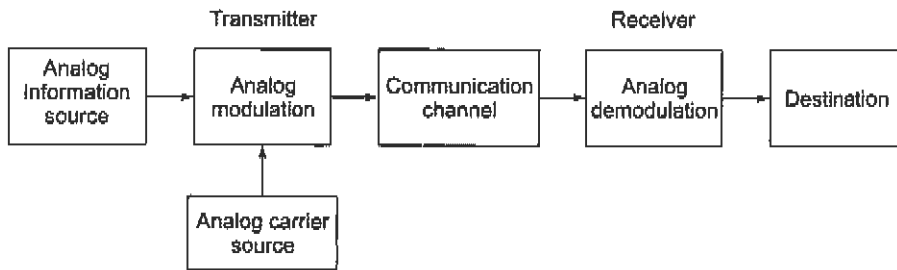 Transmitter
Receiver
Analog
Information
source
Analog
modulation
Communication
channel
Analog
demodulation
Destination
Analog carrier
source